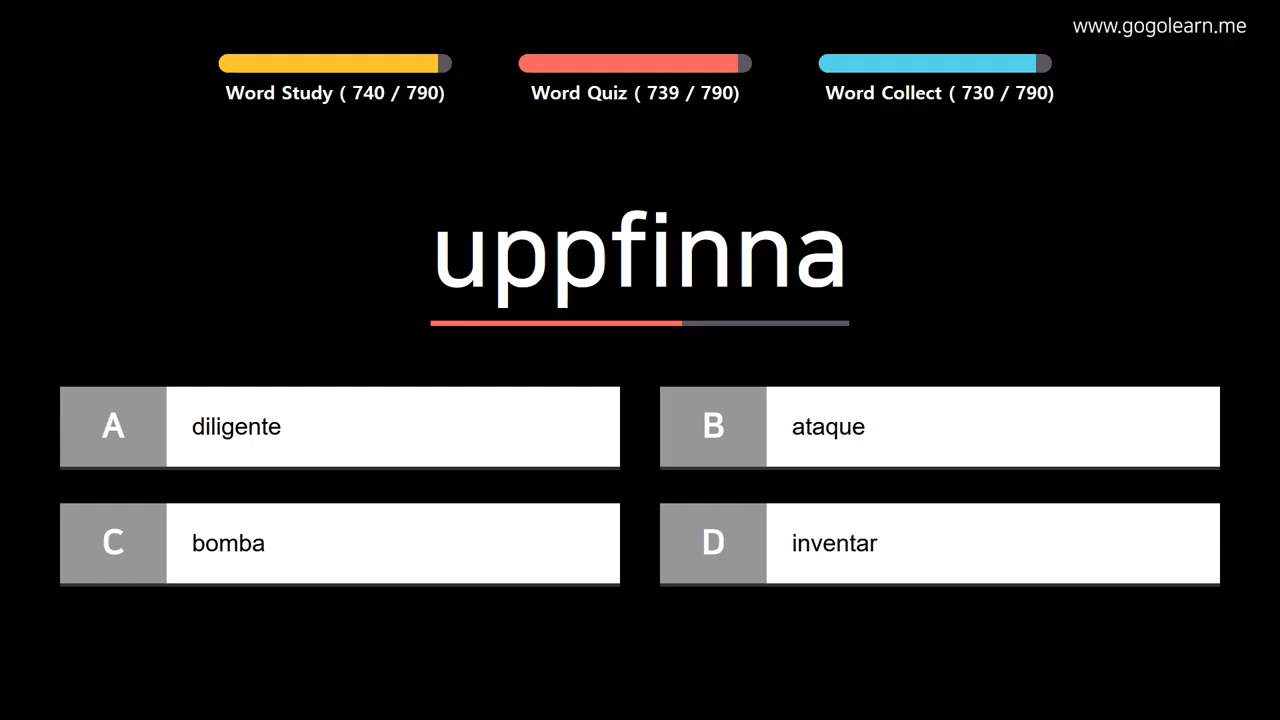 www.gogolearn.me
Word Study ( 740 / 790)
Word Quiz ( 739 / 790)
Word Collect ( 730 / 790)
uppfinna
A diligente
B ataque
C bomba
D inventar